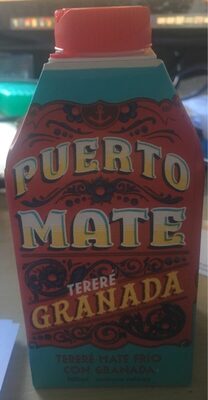 PUERTO
MATE
TERERÉ
GRANADA
TERERÉ MATE FRÍO
CON GRANADA